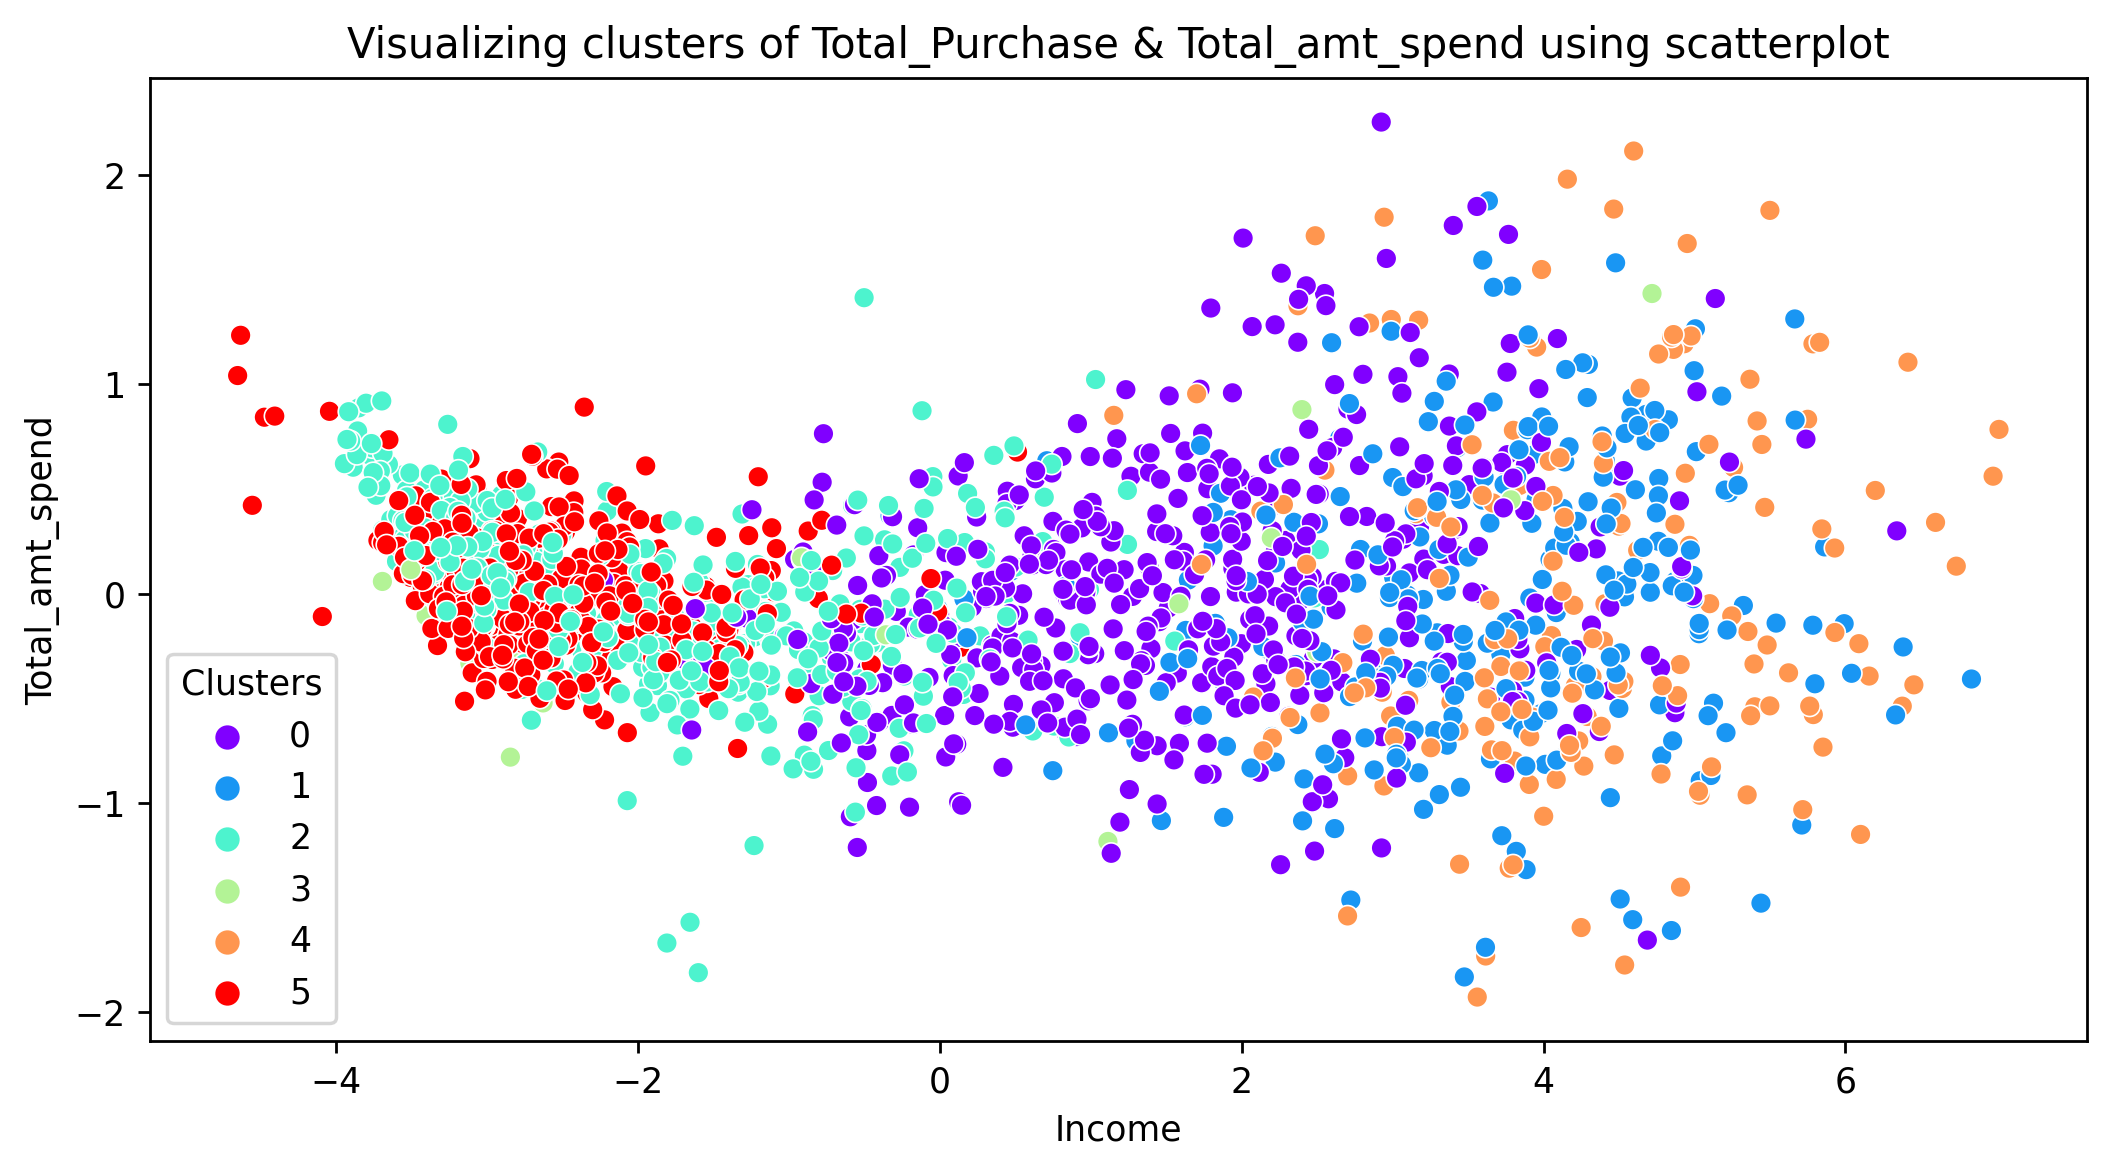 Visualizing clusters of Total_Purchase & Total_amt_spend using scatterplot
Total_amt_spend
2
1
0
−1
−2
Clusters
0
1
2
3
4
5
−4 −2 0 2 4 6
Income